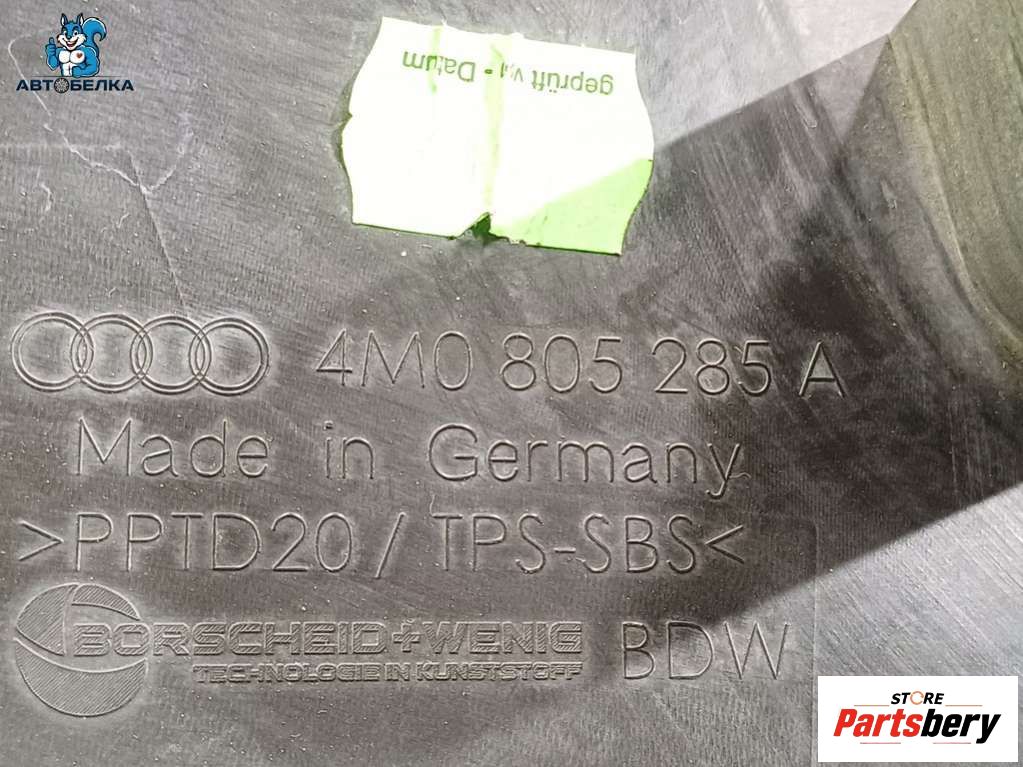 АВТОБЕЛКА
geprüft von - Datum
4M0 805 285 A
Made in Germany
>PPTD20 / TPS-SBS<
BORSCHEID+WENIG
TECHNOLOGIE IN KUNSTSTOFF
BDW
STORE
Partsbery